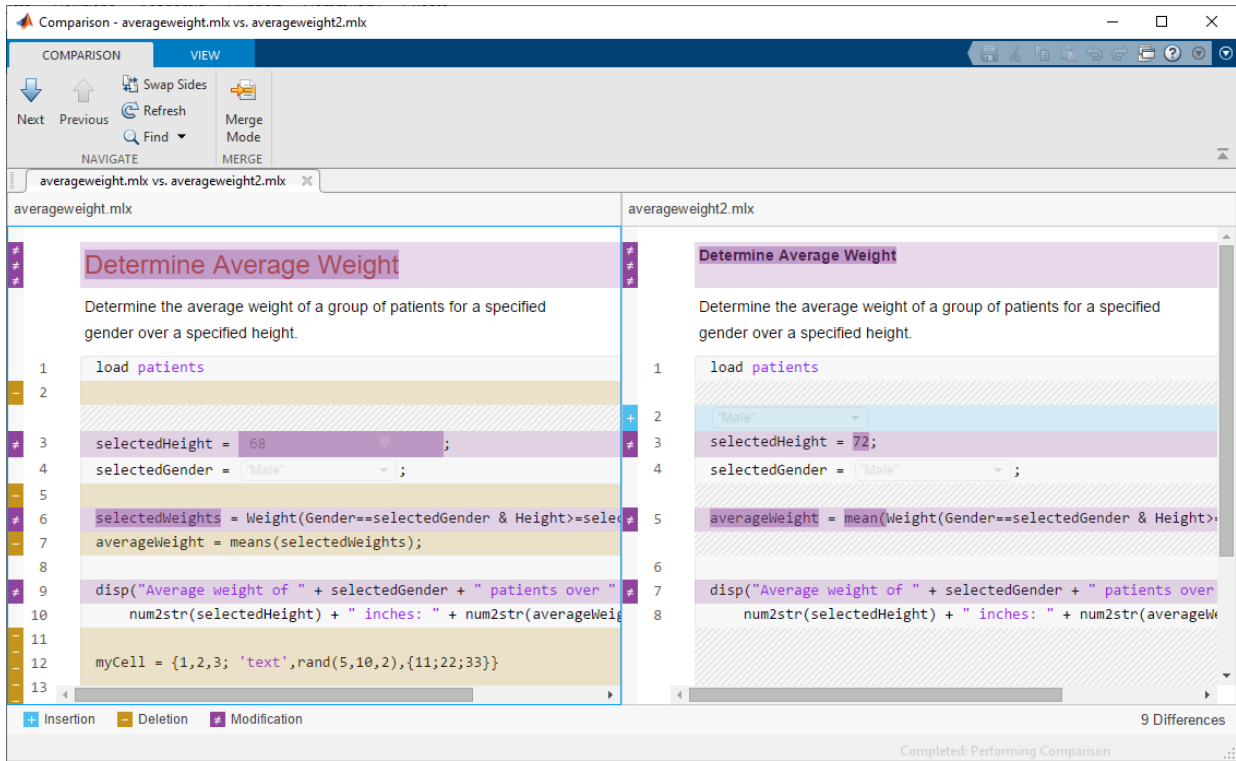 Comparison - averageweight.mlx vs. averageweight2.mlx
COMPARISON VIEW
Next Previous Swap Sides Refresh Find Merge Mode
NAVIGATE MERGE
averageweight.mlx vs. averageweight2.mlx
averageweight.mlx
Determine Average Weight
Determine the average weight of a group of patients for a specified
gender over a specified height.
1 load patients
2
3 selectedHeight = 68 ;
4 selectedGender = "Male" ;
5
6 selectedWeights = Weight(Gender==selectedGender & Height>=selec
7 averageWeight = means(selectedWeights);
8
9 disp("Average weight of " + selectedGender + " patients over "
10 num2str(selectedHeight) + " inches: " + num2str(averageWeig
11
12 myCell = {1,2,3; 'text',rand(5,10,2),{11;22;33}}
13
averageweight2.mlx
Determine Average Weight
Determine the average weight of a group of patients for a specified
gender over a specified height.
1 load patients
2 "Male"
3 selectedHeight = 72;
4 selectedGender = "Male" ;
5 averageWeight = mean(Weight(Gender==selectedGender & Height>=
6
7 disp("Average weight of " + selectedGender + " patients over
8 num2str(selectedHeight) + " inches: " + num2str(averageWe
+ Insertion − Deletion ≠ Modification 9 Differences
Completed: Performing Comparison